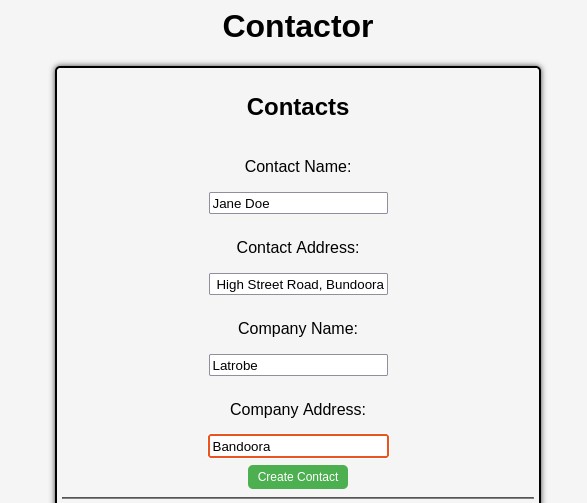 Contactor
Contacts
Contact Name:
Jane Doe
Contact Address:
High Street Road, Bundoora
Company Name:
Latrobe
Company Address:
Bandoora
Create Contact